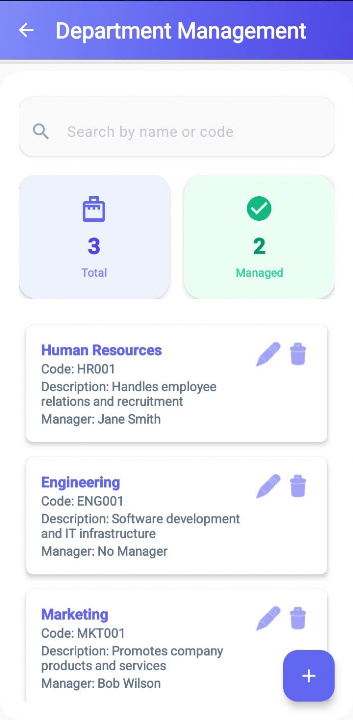 Department Management
Search by name or code
3
Total
2
Managed
Human Resources
Code: HR001
Description: Handles employee
relations and recruitment
Manager: Jane Smith
Engineering
Code: ENG001
Description: Software development
and IT infrastructure
Manager: No Manager
Marketing
Code: MKT001
Description: Promotes company
products and services
Manager: Bob Wilson
+